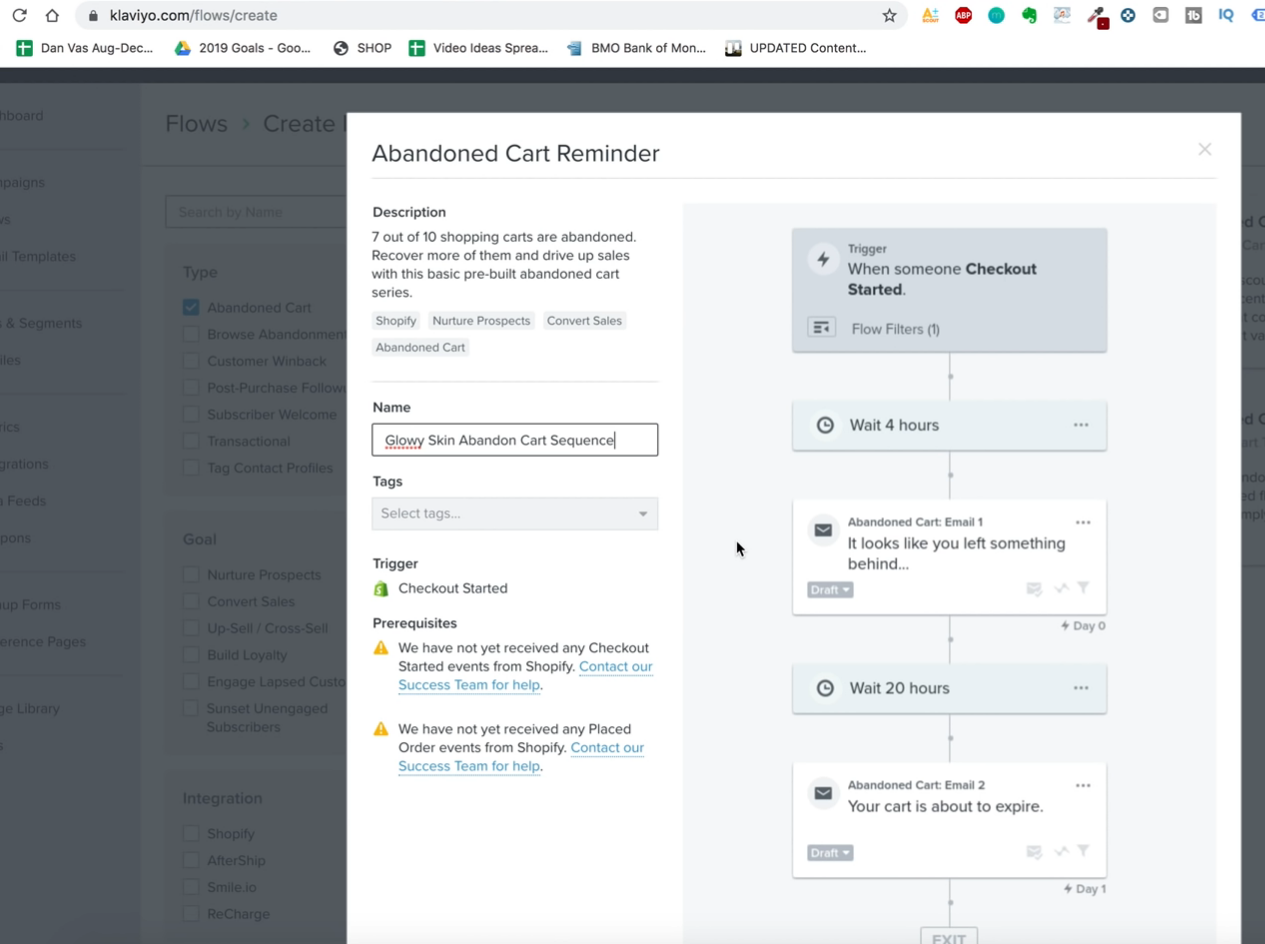 klaviyo.com/flows/create
Dan Vas Aug-Dec...
2019 Goals - Goo...
SHOP
Video Ideas Sprea...
BMO Bank of Mon...
UPDATED Content...
Flows > Create
Search by Name
Type
Abandoned Cart
Browse Abandonment
Customer Winback
Post-Purchase Followu
Subscriber Welcome
Transactional
Tag Contact Profiles
Goal
Nurture Prospects
Convert Sales
Up-Sell / Cross-Sell
Build Loyalty
Engage Lapsed Custo
Sunset Unengaged
Subscribers
Integration
Shopify
AfterShip
Smile.io
ReCharge
hboard
paigns
il Templates
s & Segments
iles
rics
grations
a Feeds
pons
nup Forms
erence Pages
ge Library
Abandoned Cart Reminder
Description
7 out of 10 shopping carts are abandoned.
Recover more of them and drive up sales
with this basic pre-built abandoned cart
series.
Shopify
Nurture Prospects
Convert Sales
Abandoned Cart
Name
Glowy Skin Abandon Cart Sequence
Tags
Select tags...
Trigger
Checkout Started
Prerequisites
We have not yet received any Checkout
Started events from Shopify. Contact our
Success Team for help.
We have not yet received any Placed
Order events from Shopify. Contact our
Success Team for help.
Trigger
When someone Checkout
Started.
Flow Filters (1)
Wait 4 hours
Abandoned Cart: Email 1
It looks like you left something
behind...
Draft
Day 0
Wait 20 hours
Abandoned Cart: Email 2
Your cart is about to expire.
Draft
Day 1
EXIT